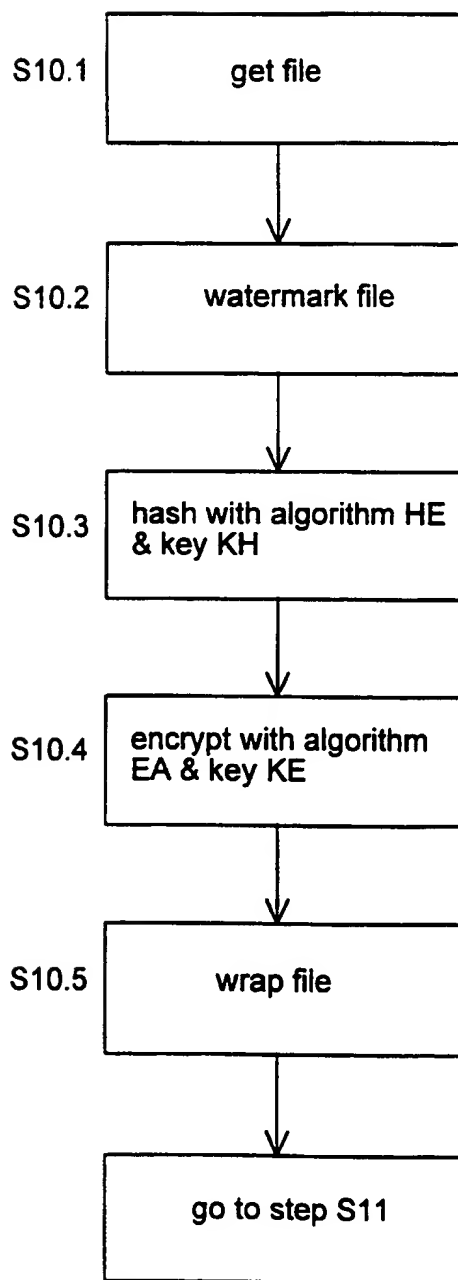 S10.1
get file
S10.2
watermark file
S10.3
hash with algorithm HE
& key KH
S10.4
encrypt with algorithm
EA & key KE
S10.5
wrap file
go to step S11